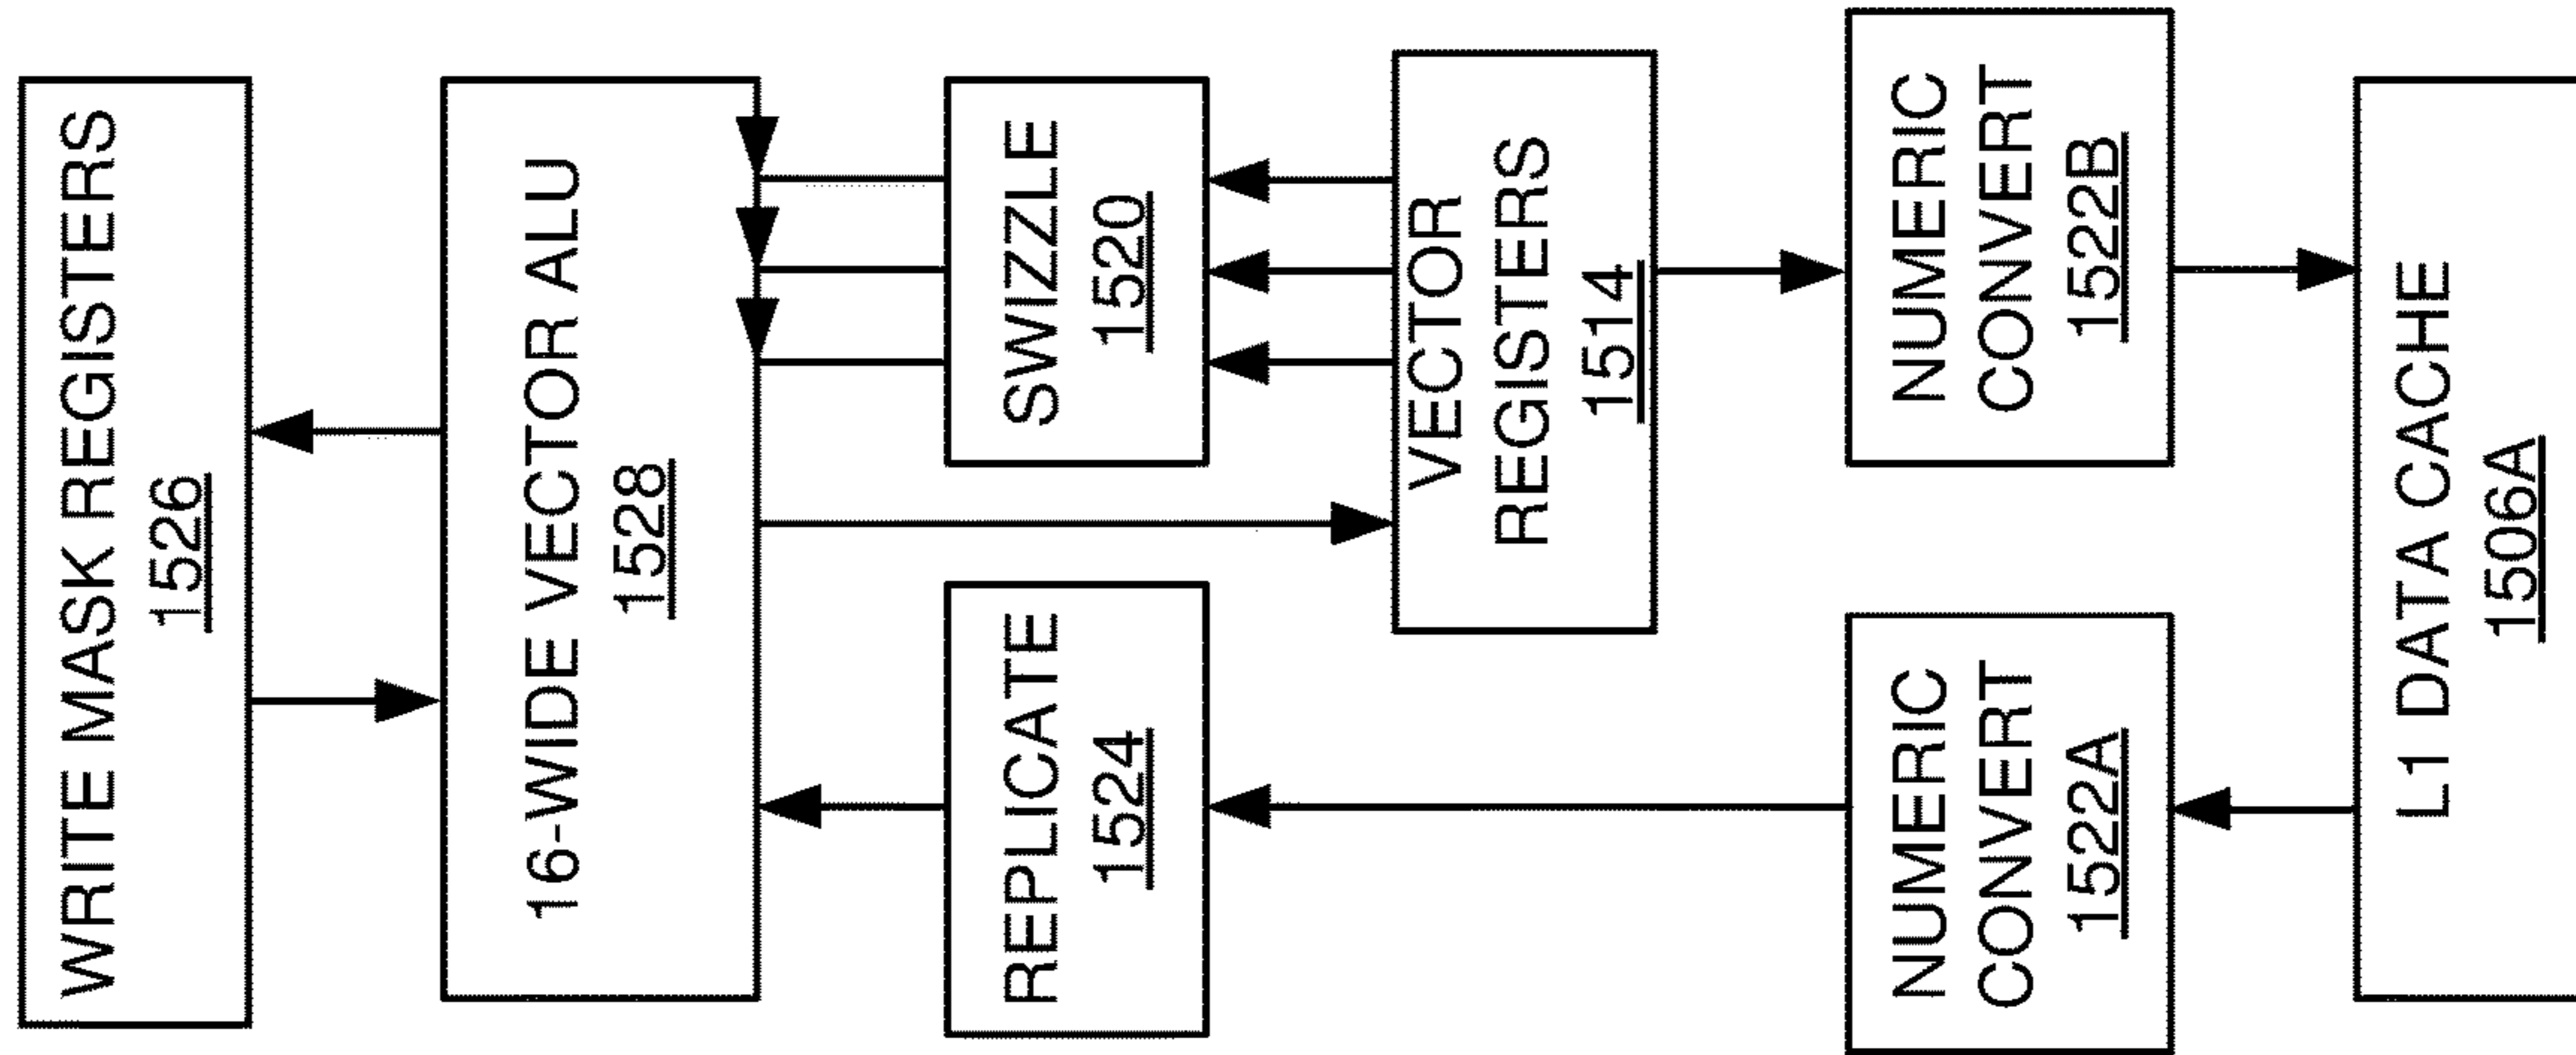 WRITE MASK REGISTERS
1526
16-WIDE VECTOR ALU
1528
REPLICATE
1524
SWIZZLE
1520
VECTOR
REGISTERS
1514
NUMERIC
CONVERT
1522A
NUMERIC
CONVERT
1522B
L1 DATA CACHE
1506A